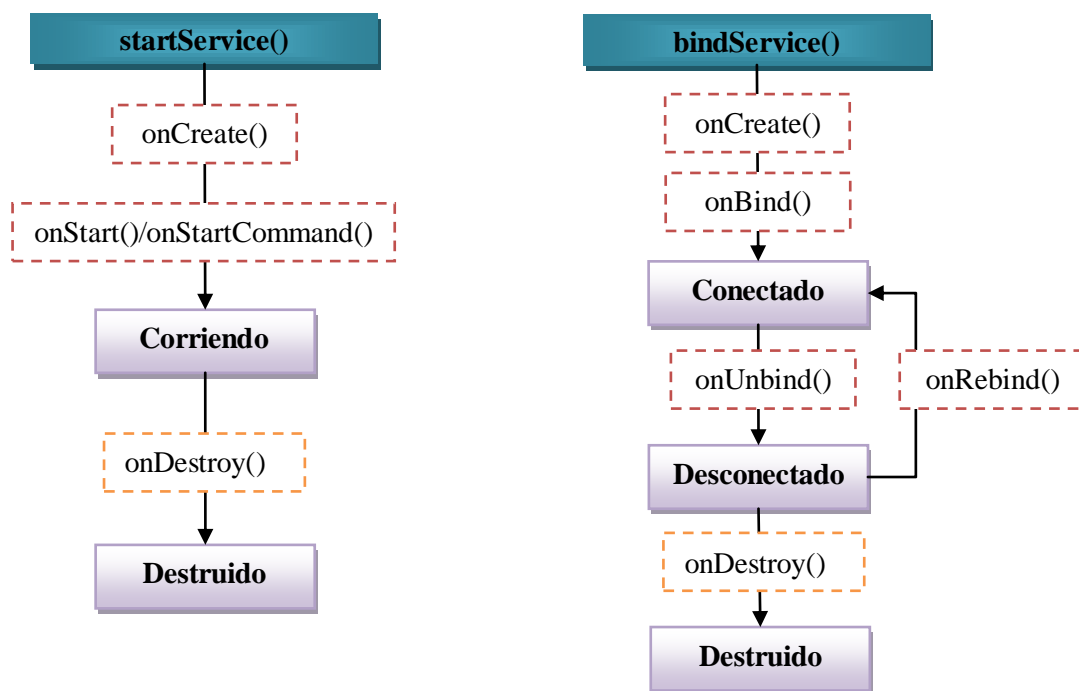 startService()
onCreate()
onStart()/onStartCommand()
Corriendo
onDestroy()
Destruido
bindService()
onCreate()
onBind()
Conectado
onUnbind()
onRebind()
Desconectado
onDestroy()
Destruido